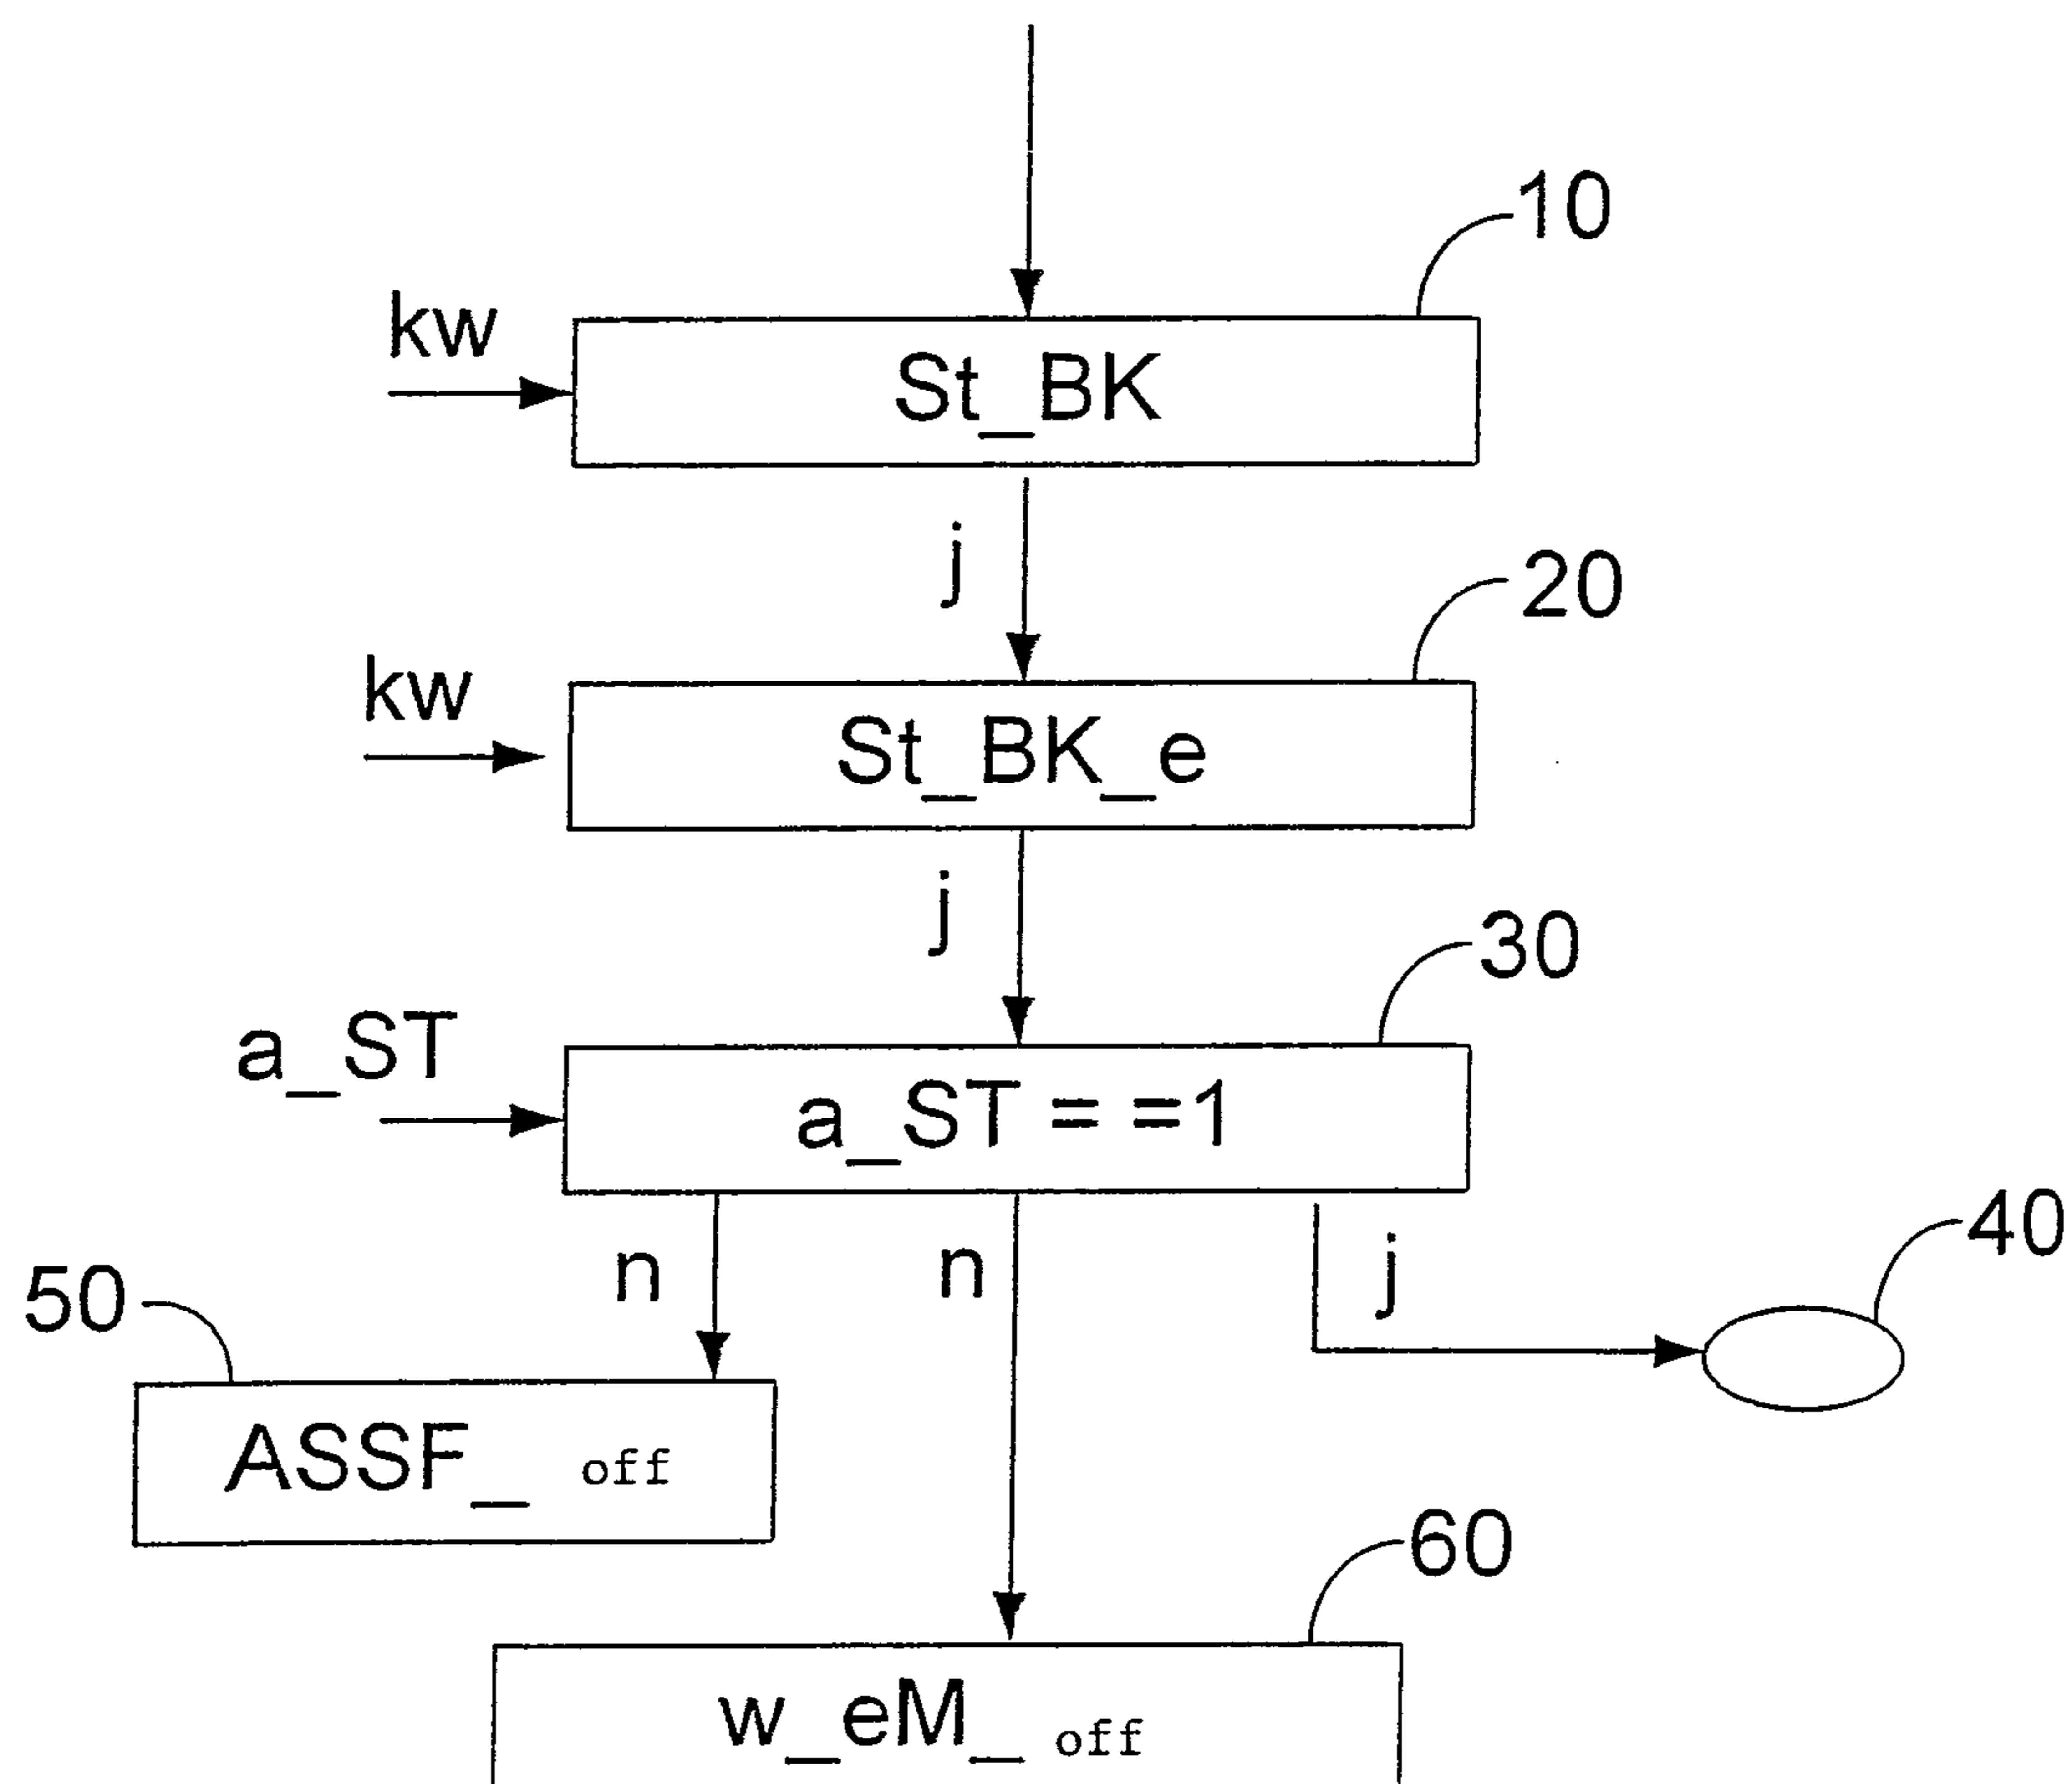 10
kw
St_BK
j
20
kw
St_BK_e
j
30
a_ST
a_ST = =1
n
n
j
40
50
ASSF_ off
60
w_eM_ off